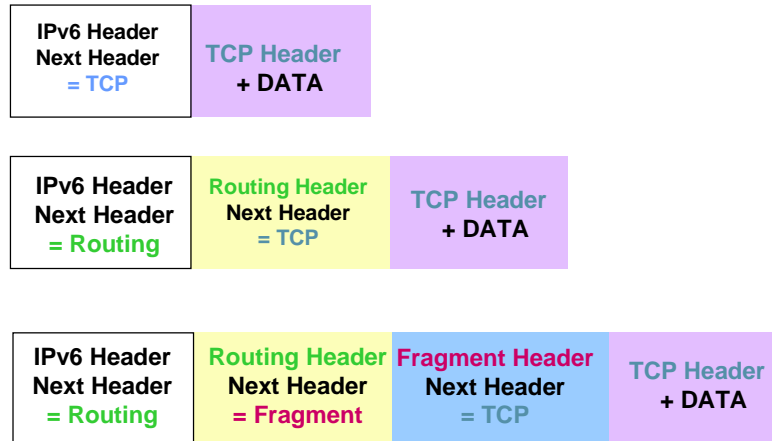 IPv6 Header
Next Header
= TCP
TCP Header
+ DATA
IPv6 Header
Next Header
= Routing
Routing Header
Next Header
= TCP
TCP Header
+ DATA
IPv6 Header
Next Header
= Routing
Routing Header
Next Header
= Fragment
Fragment Header
Next Header
= TCP
TCP Header
+ DATA